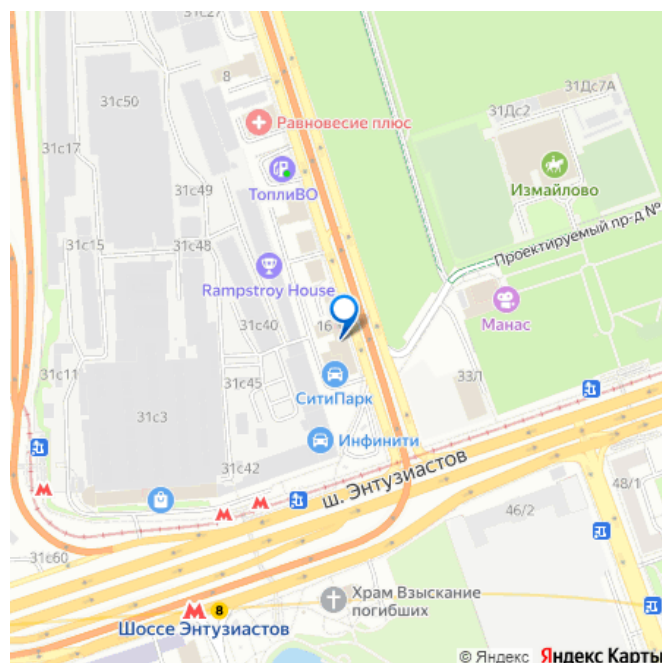 31с27
8
31с50
31Дс7А
31Дс2
Равновесие плюс
31с17
ТоплиВО
Измайлово
31с49
Проектируемый пр-д №
31с15
31с48
Rampstroy House
Манас
31с40
16
31с11
31с45
СитиПарк
33Л
31с3
Инфинити
31с42
ш. Энтузиастов
48/1
46/2
31с60
Храм Взыскание
погибших
8
Шоссе Энтузиастов
© Яндекс Яндекс Карты